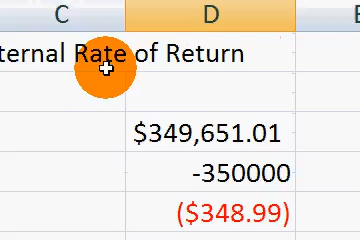 C D
ternal Rate of Return
$349,651.01
-350000
($348.99)